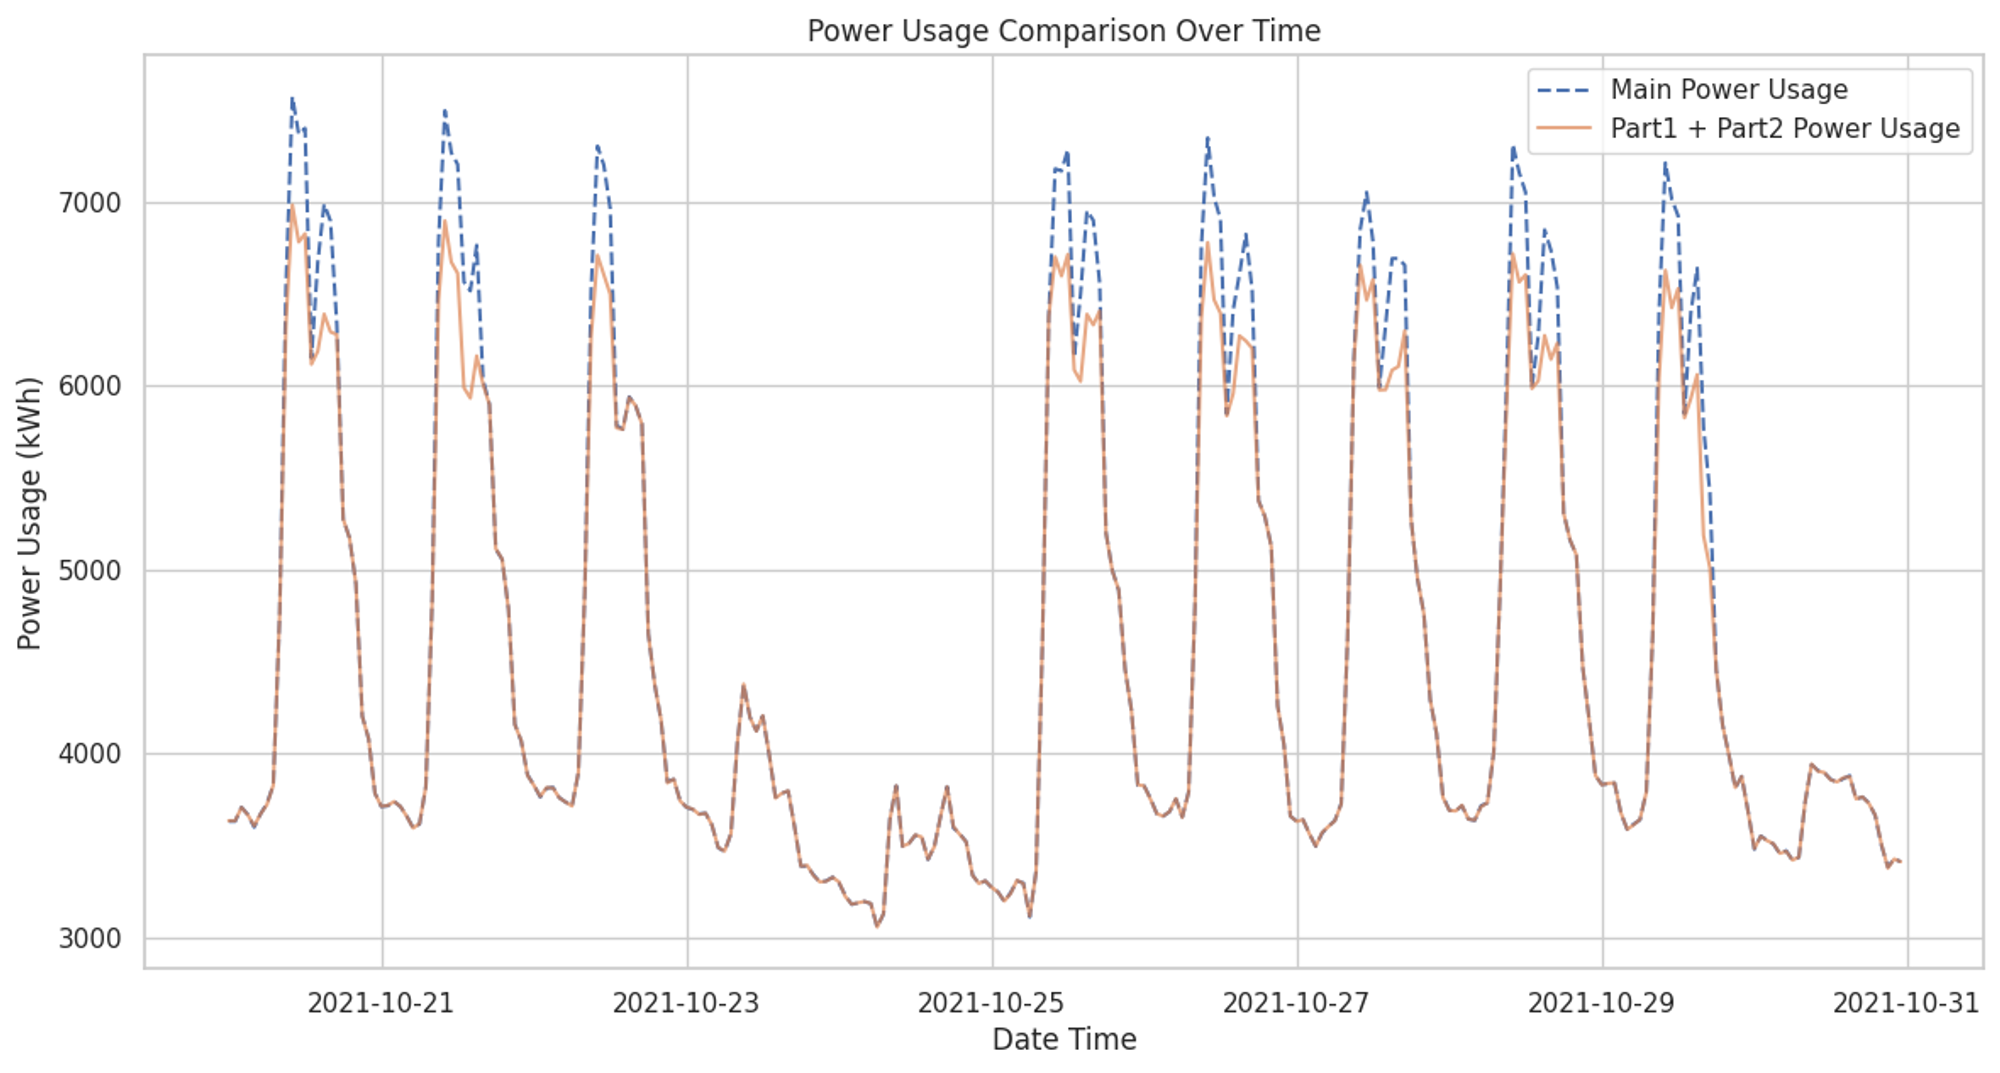 Power Usage Comparison Over Time
Main Power Usage
Part1 + Part2 Power Usage
Power Usage (kWh)
7000
6000
5000
4000
3000
2021-10-21
2021-10-23
2021-10-25
2021-10-27
2021-10-29
2021-10-31
Date Time